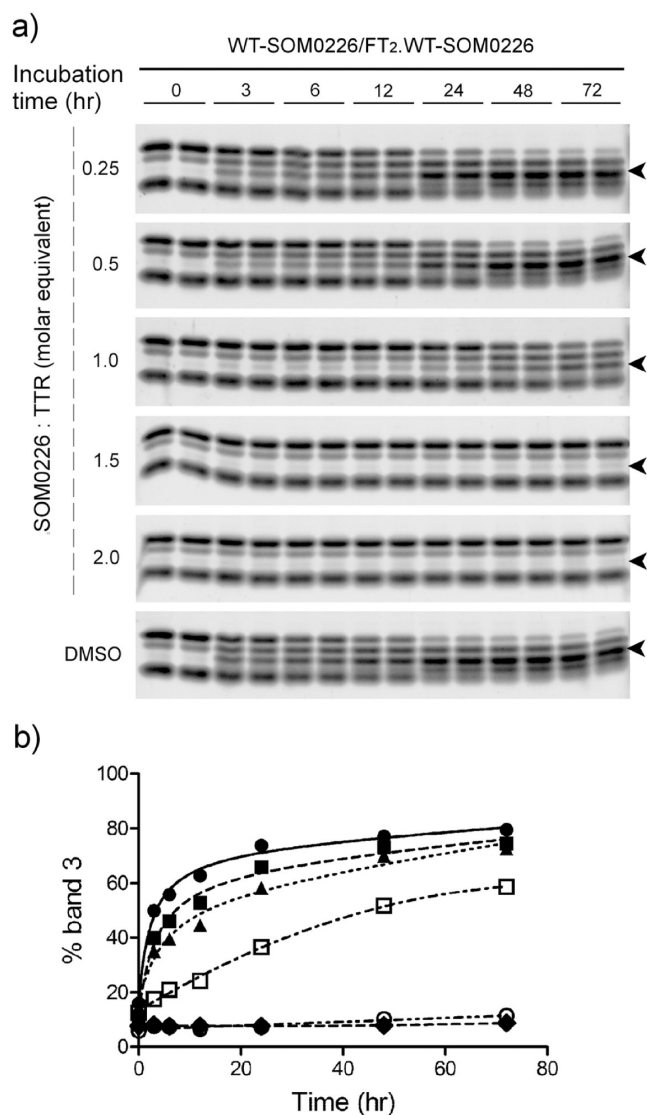 a)
WT-SOM0226/FT₂.WT-SOM0226
Incubation
time (hr)
0 3 6 12 24 48 72
SOM0226 : TTR (molar equivalent)
0.25
0.5
1.0
1.5
2.0
DMSO
b)
% band 3
100
80
60
40
20
0
0 20 40 60 80
Time (hr)